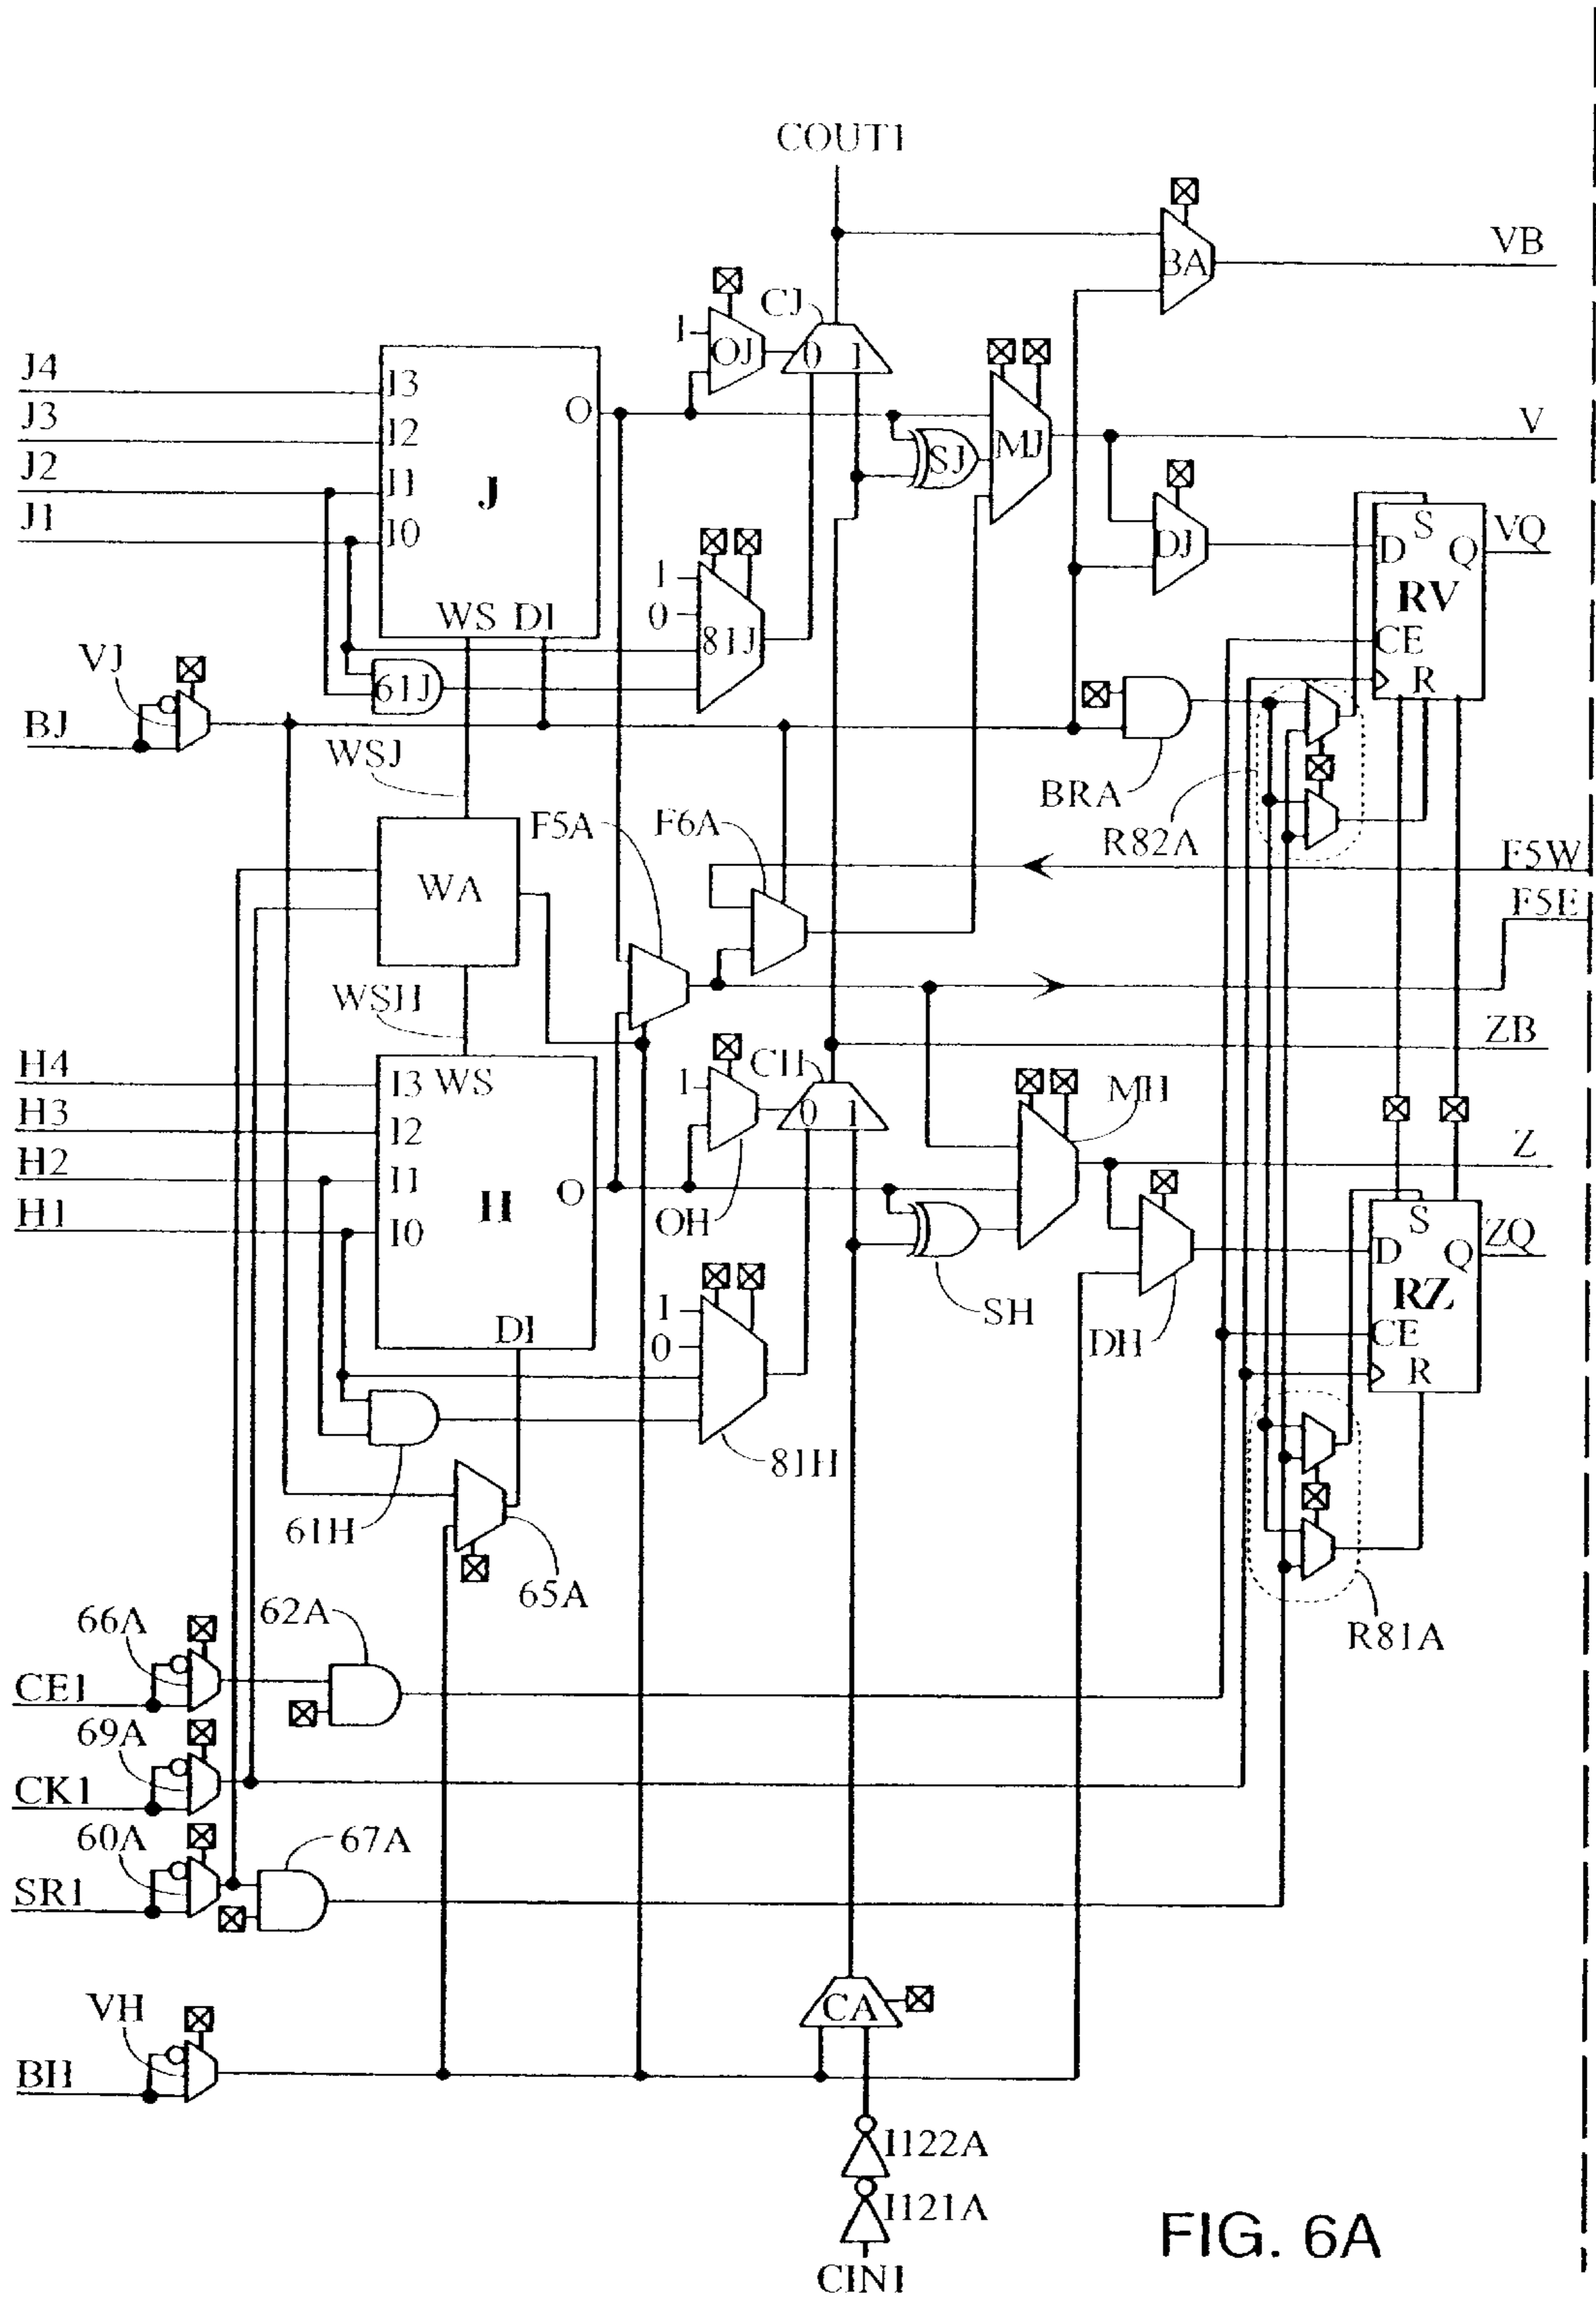 COUT1
VB
BA
CJ
1
OJ
0 1
J4
J3
J2
J1
I3
I2
I1
I0
O
J
WS DI
SJ
MJ
V
DJ
S
D
Q
VQ
RV
CE
R
1
0
81J
61J
VJ
BJ
WSJ
BRA
R82A
F5A
F6A
F5W
F5E
WA
WSH
ZB
H4
H3
H2
H1
I3 WS
I2
I1
I0
O
H
DI
1
OH
CH
0 1
MH
Z
SH
DH
S
D
Q
ZQ
RZ
CE
R
1
0
81H
61H
65A
R81A
66A
62A
CE1
69A
CK1
60A
67A
SR1
VH
BH
CA
I122A
I121A
CIN1
FIG. 6A